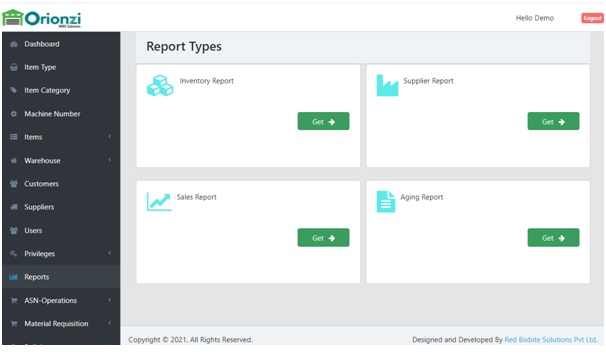 Orionzi
Hello Demo
Logout
Dashboard
Item Type
Item Category
Machine Number
Items
Warehouse
Customers
Suppliers
Users
Privileges
Reports
ASN-Operations
Material Requisition
Report Types
Inventory Report
Get
Supplier Report
Get
Sales Report
Get
Aging Report
Get
Copyright © 2021. All Rights Reserved.
Designed and Developed By Red Bixbite Solutions Pvt Ltd.